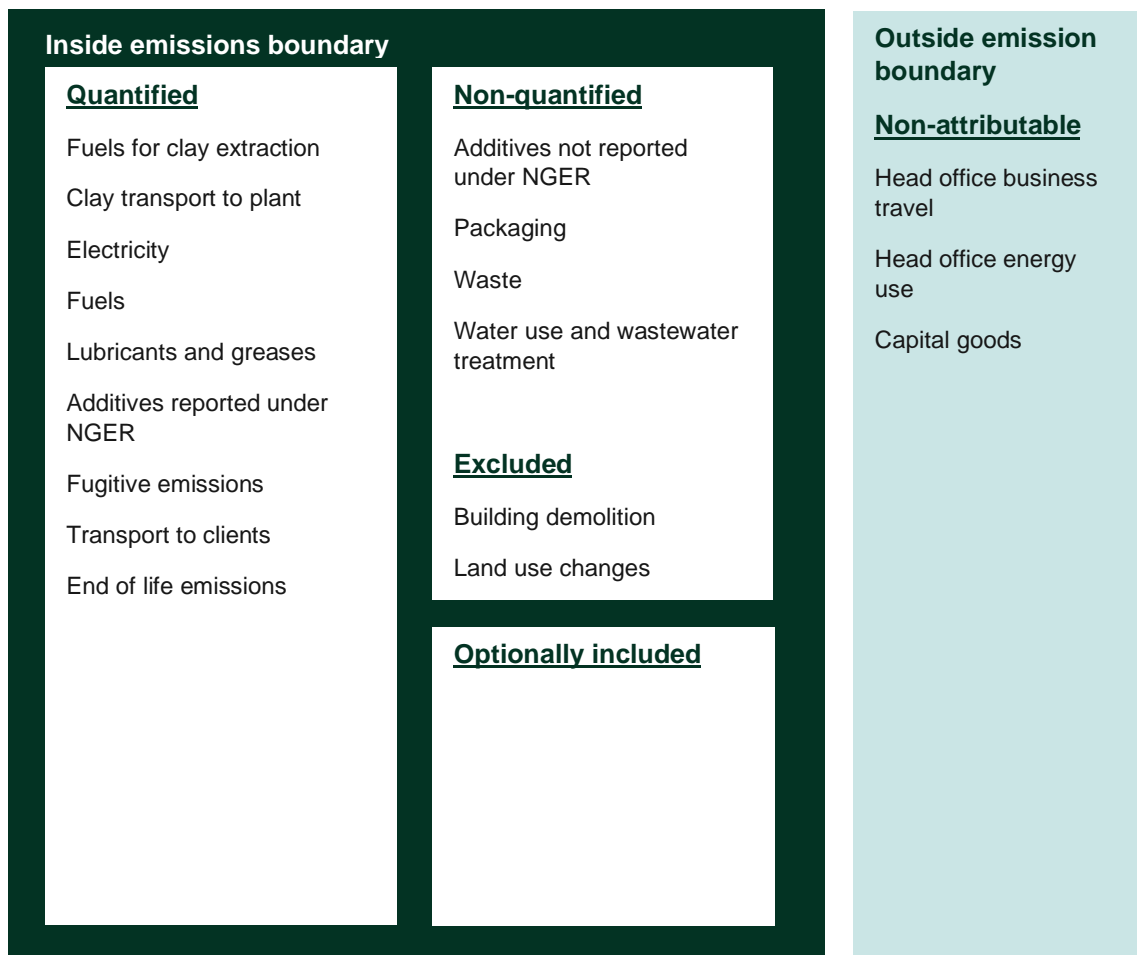 Inside emissions boundary
Quantified
Fuels for clay extraction
Clay transport to plant
Electricity
Fuels
Lubricants and greases
Additives reported under
NGER
Fugitive emissions
Transport to clients
End of life emissions
Non-quantified
Additives not reported
under NGER
Packaging
Waste
Water use and wastewater
treatment
Excluded
Building demolition
Land use changes
Optionally included
Outside emission
boundary
Non-attributable
Head office business
travel
Head office energy
use
Capital goods